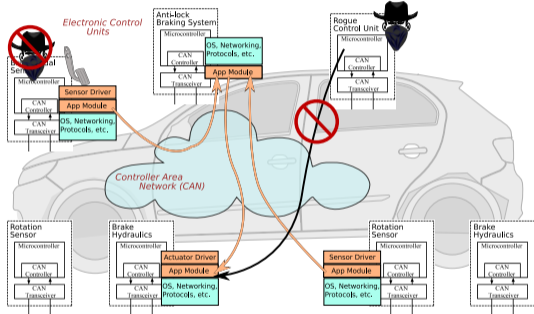 Electronic Control
Units
Anti-lock
Braking System
Microcontroller
CAN
Controller
CAN
Transceiver
OS, Networking,
Protocols, etc.
App Module
Rogue
Control Unit
Microcontroller
CAN
Controller
CAN
Transceiver
Microcontroller
CAN
Controller
CAN
Transceiver
Sensor Driver
App Module
OS, Networking,
Protocols, etc.
Controller Area
Network (CAN)
Rotation
Sensor
Microcontroller
CAN
Controller
CAN
Transceiver
Brake
Hydraulics
Microcontroller
CAN
Controller
CAN
Transceiver
Actuator Driver
App Module
OS, Networking,
Protocols, etc.
Sensor Driver
App Module
OS, Networking,
Protocols, etc.
Rotation
Sensor
Microcontroller
CAN
Controller
CAN
Transceiver
Brake
Hydraulics
Microcontroller
CAN
Controller
CAN
Transceiver